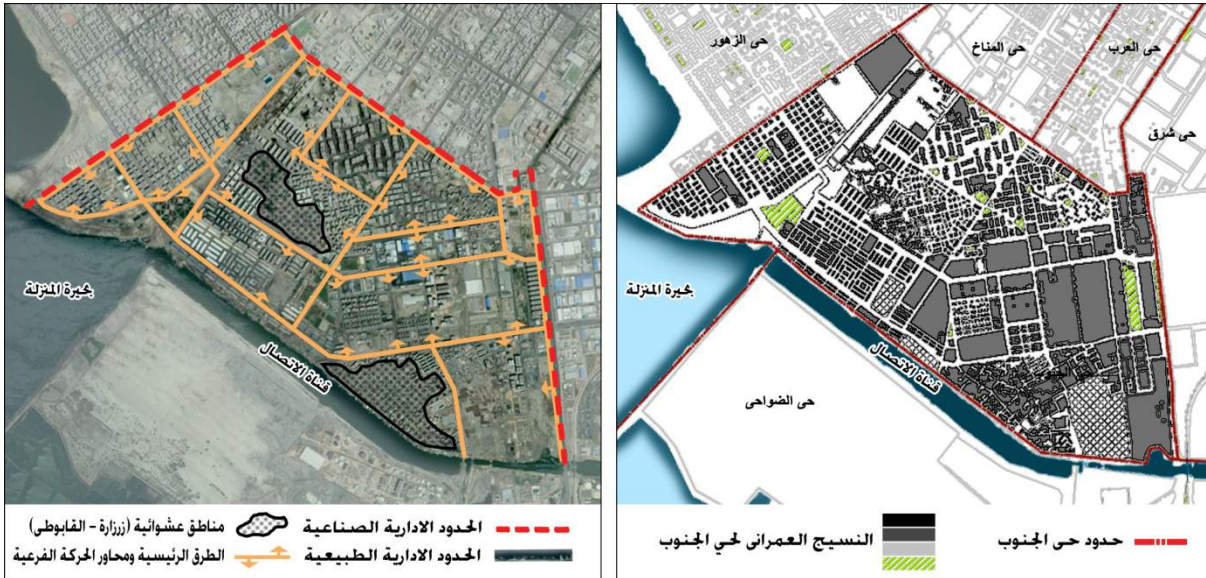 بحيرة المنزلة
قناة الاتصال
الحدود الادارية الصناعية
مناطق عشوائية (زرزارة - القابوطى)
الحدود الادارية الطبيعية
الطرق الرئيسية ومحاور الحركة الفرعية
حى الزهور
حى المناخ
حى العرب
حى شرق
بحيرة المنزلة
قناة الاتصال
حى الضواحى
حدود حى الجنوب
النسيج العمرانى لحي الجنوب